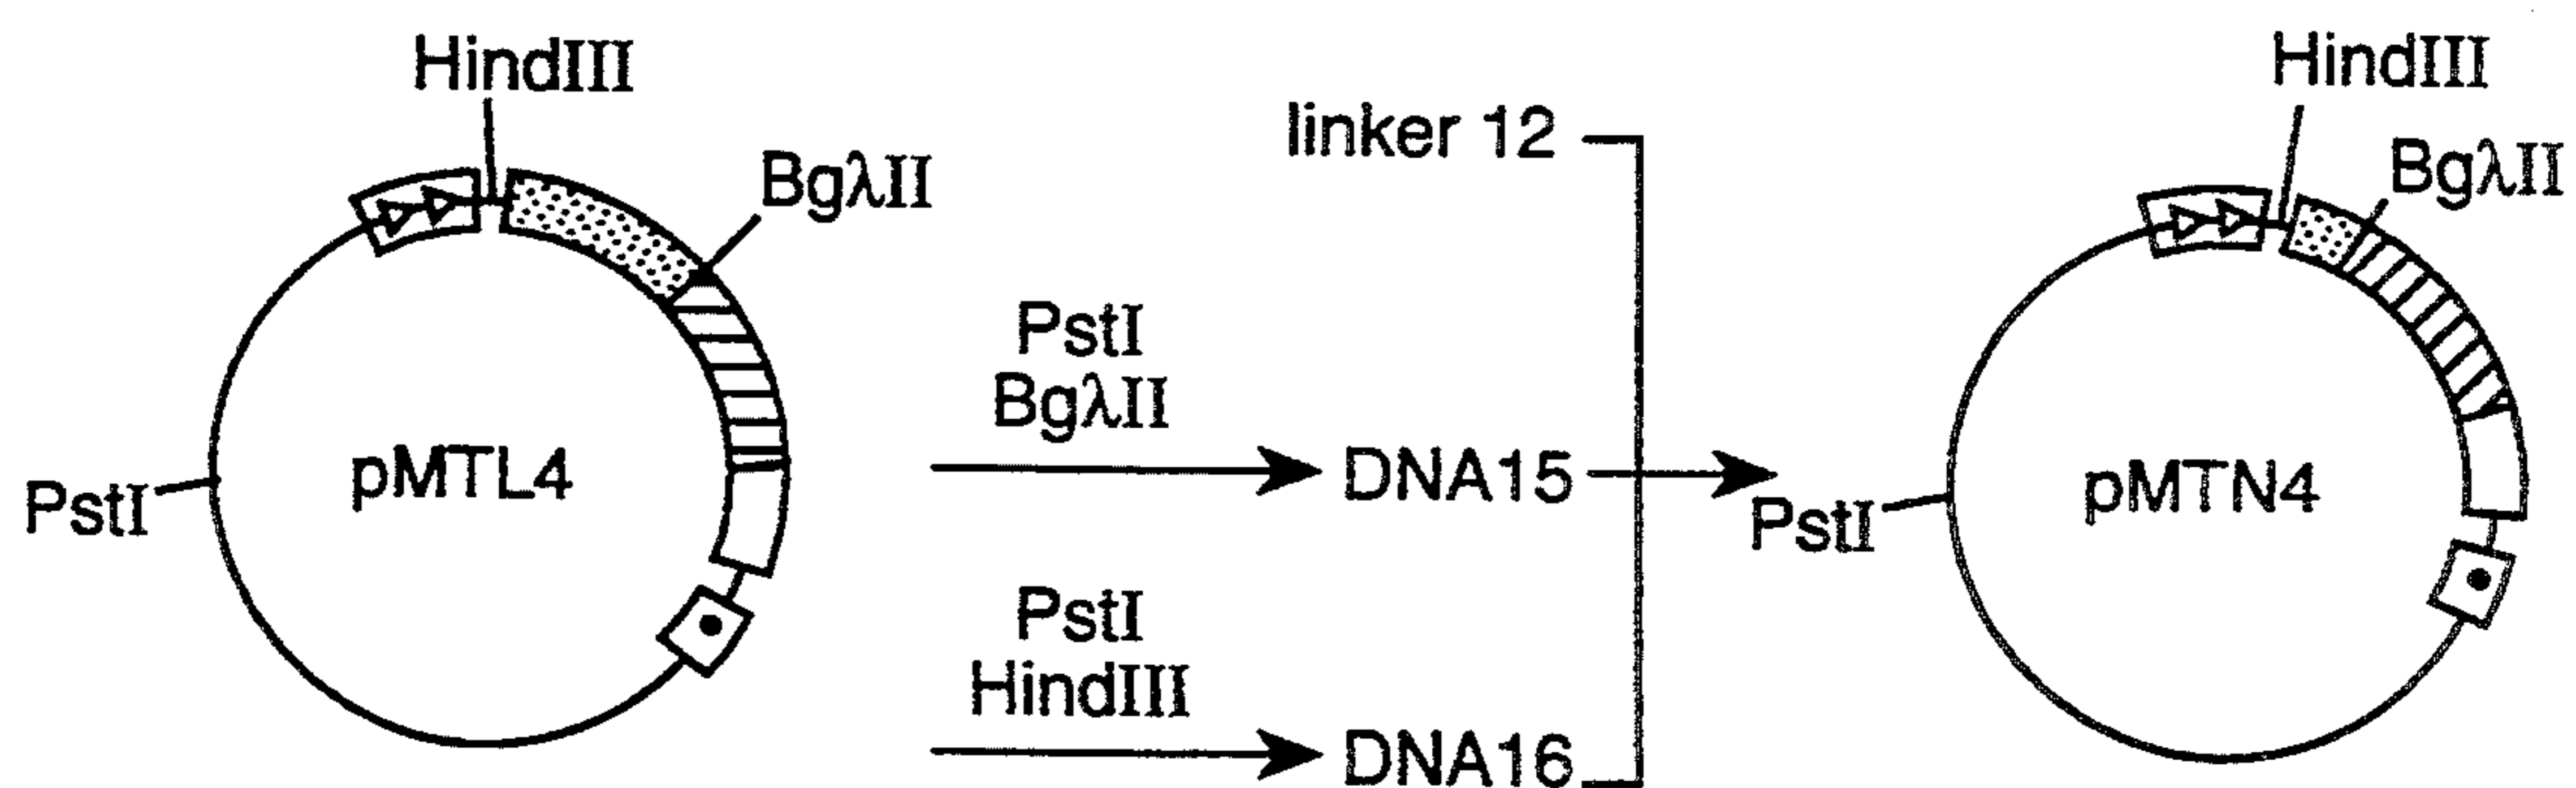 HindIII
BgλII
PstI
pMTL4
PstI
BgλII
PstI
HindIII
linker 12
DNA15
DNA16
HindIII
BgλII
PstI
pMTN4